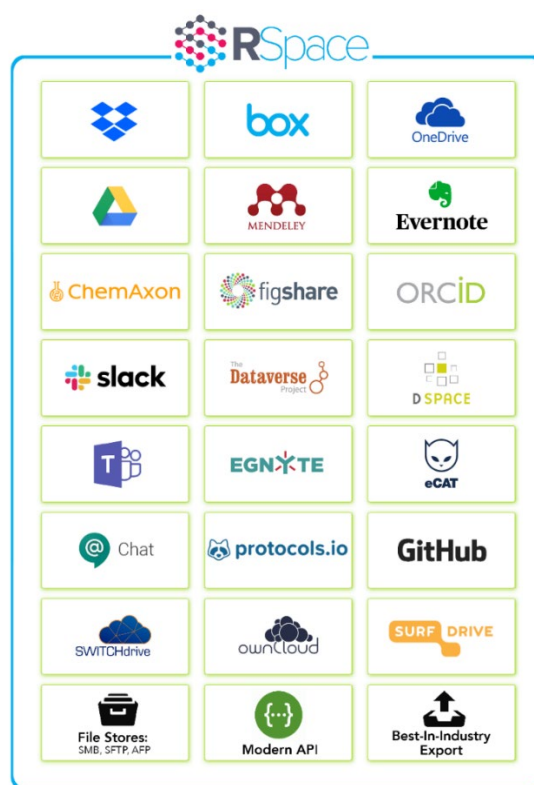 RSpace
box
OneDrive
MENDELEY
Evernote
ChemAxon
figshare
ORCiD
slack
The
Dataverse
Project
DSPACE
T
EGNYTE
eCAT
@ Chat
protocols.io
GitHub
SWITCHdrive
ownCloud
SURF DRIVE
File Stores:
SMB, SFTP, AFP
{···}
Modern API
Best-In-Industry
Export